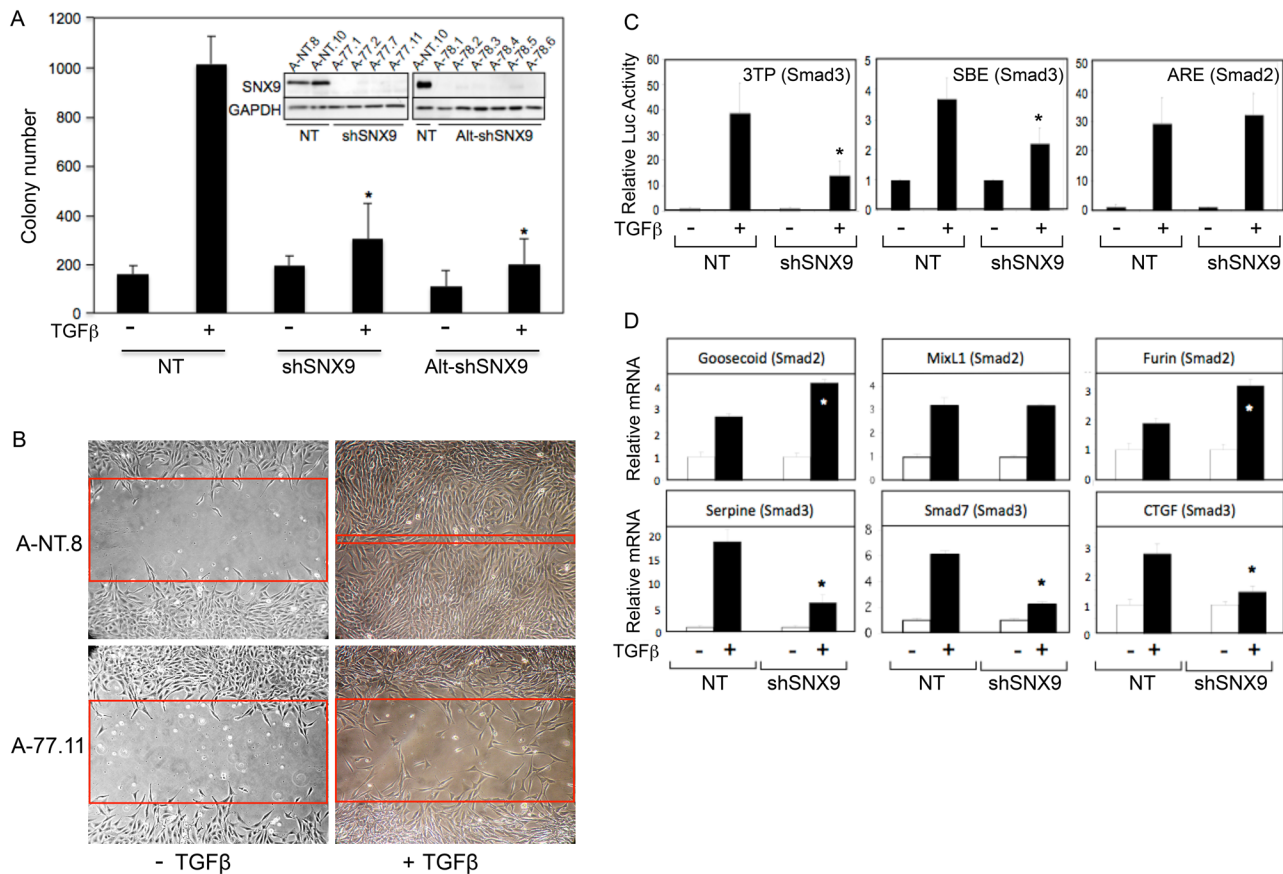 A
Colony number
1200
1000
800
600
400
200
0
A-NT.8
A-NT.10
A-77.1
A-77.2
A-77.7
A-77.11
A-NT.10
A-78.1
A-78.2
A-78.3
A-78.4
A-78.5
A-78.6
SNX9
GAPDH
NT shSNX9 NT Alt-shSNX9
* *
TGFβ - + - + - +
NT shSNX9 Alt-shSNX9
B
A-NT.8
A-77.11
- TGFβ + TGFβ
C
Relative Luc Activity
3TP (Smad3)
60
50
40
30
20
10
0
*
SBE (Smad3)
5
4
3
2
1
0
*
ARE (Smad2)
50
40
30
20
10
0
TGFβ - + - + - + - + - + - +
NT shSNX9 NT shSNX9 NT shSNX9
D
Relative mRNA
Goosecoid (Smad2)
4
3
2
1
0
*
MixL1 (Smad2)
4
3
2
1
0
Furin (Smad2)
3
2
1
0
*
Relative mRNA
Serpine (Smad3)
20
15
10
5
0
*
Smad7 (Smad3)
8
6
4
2
0
*
CTGF (Smad3)
3
2
1
0
*
TGFβ - + - + - + - + - + - +
NT shSNX9 NT shSNX9 NT shSNX9